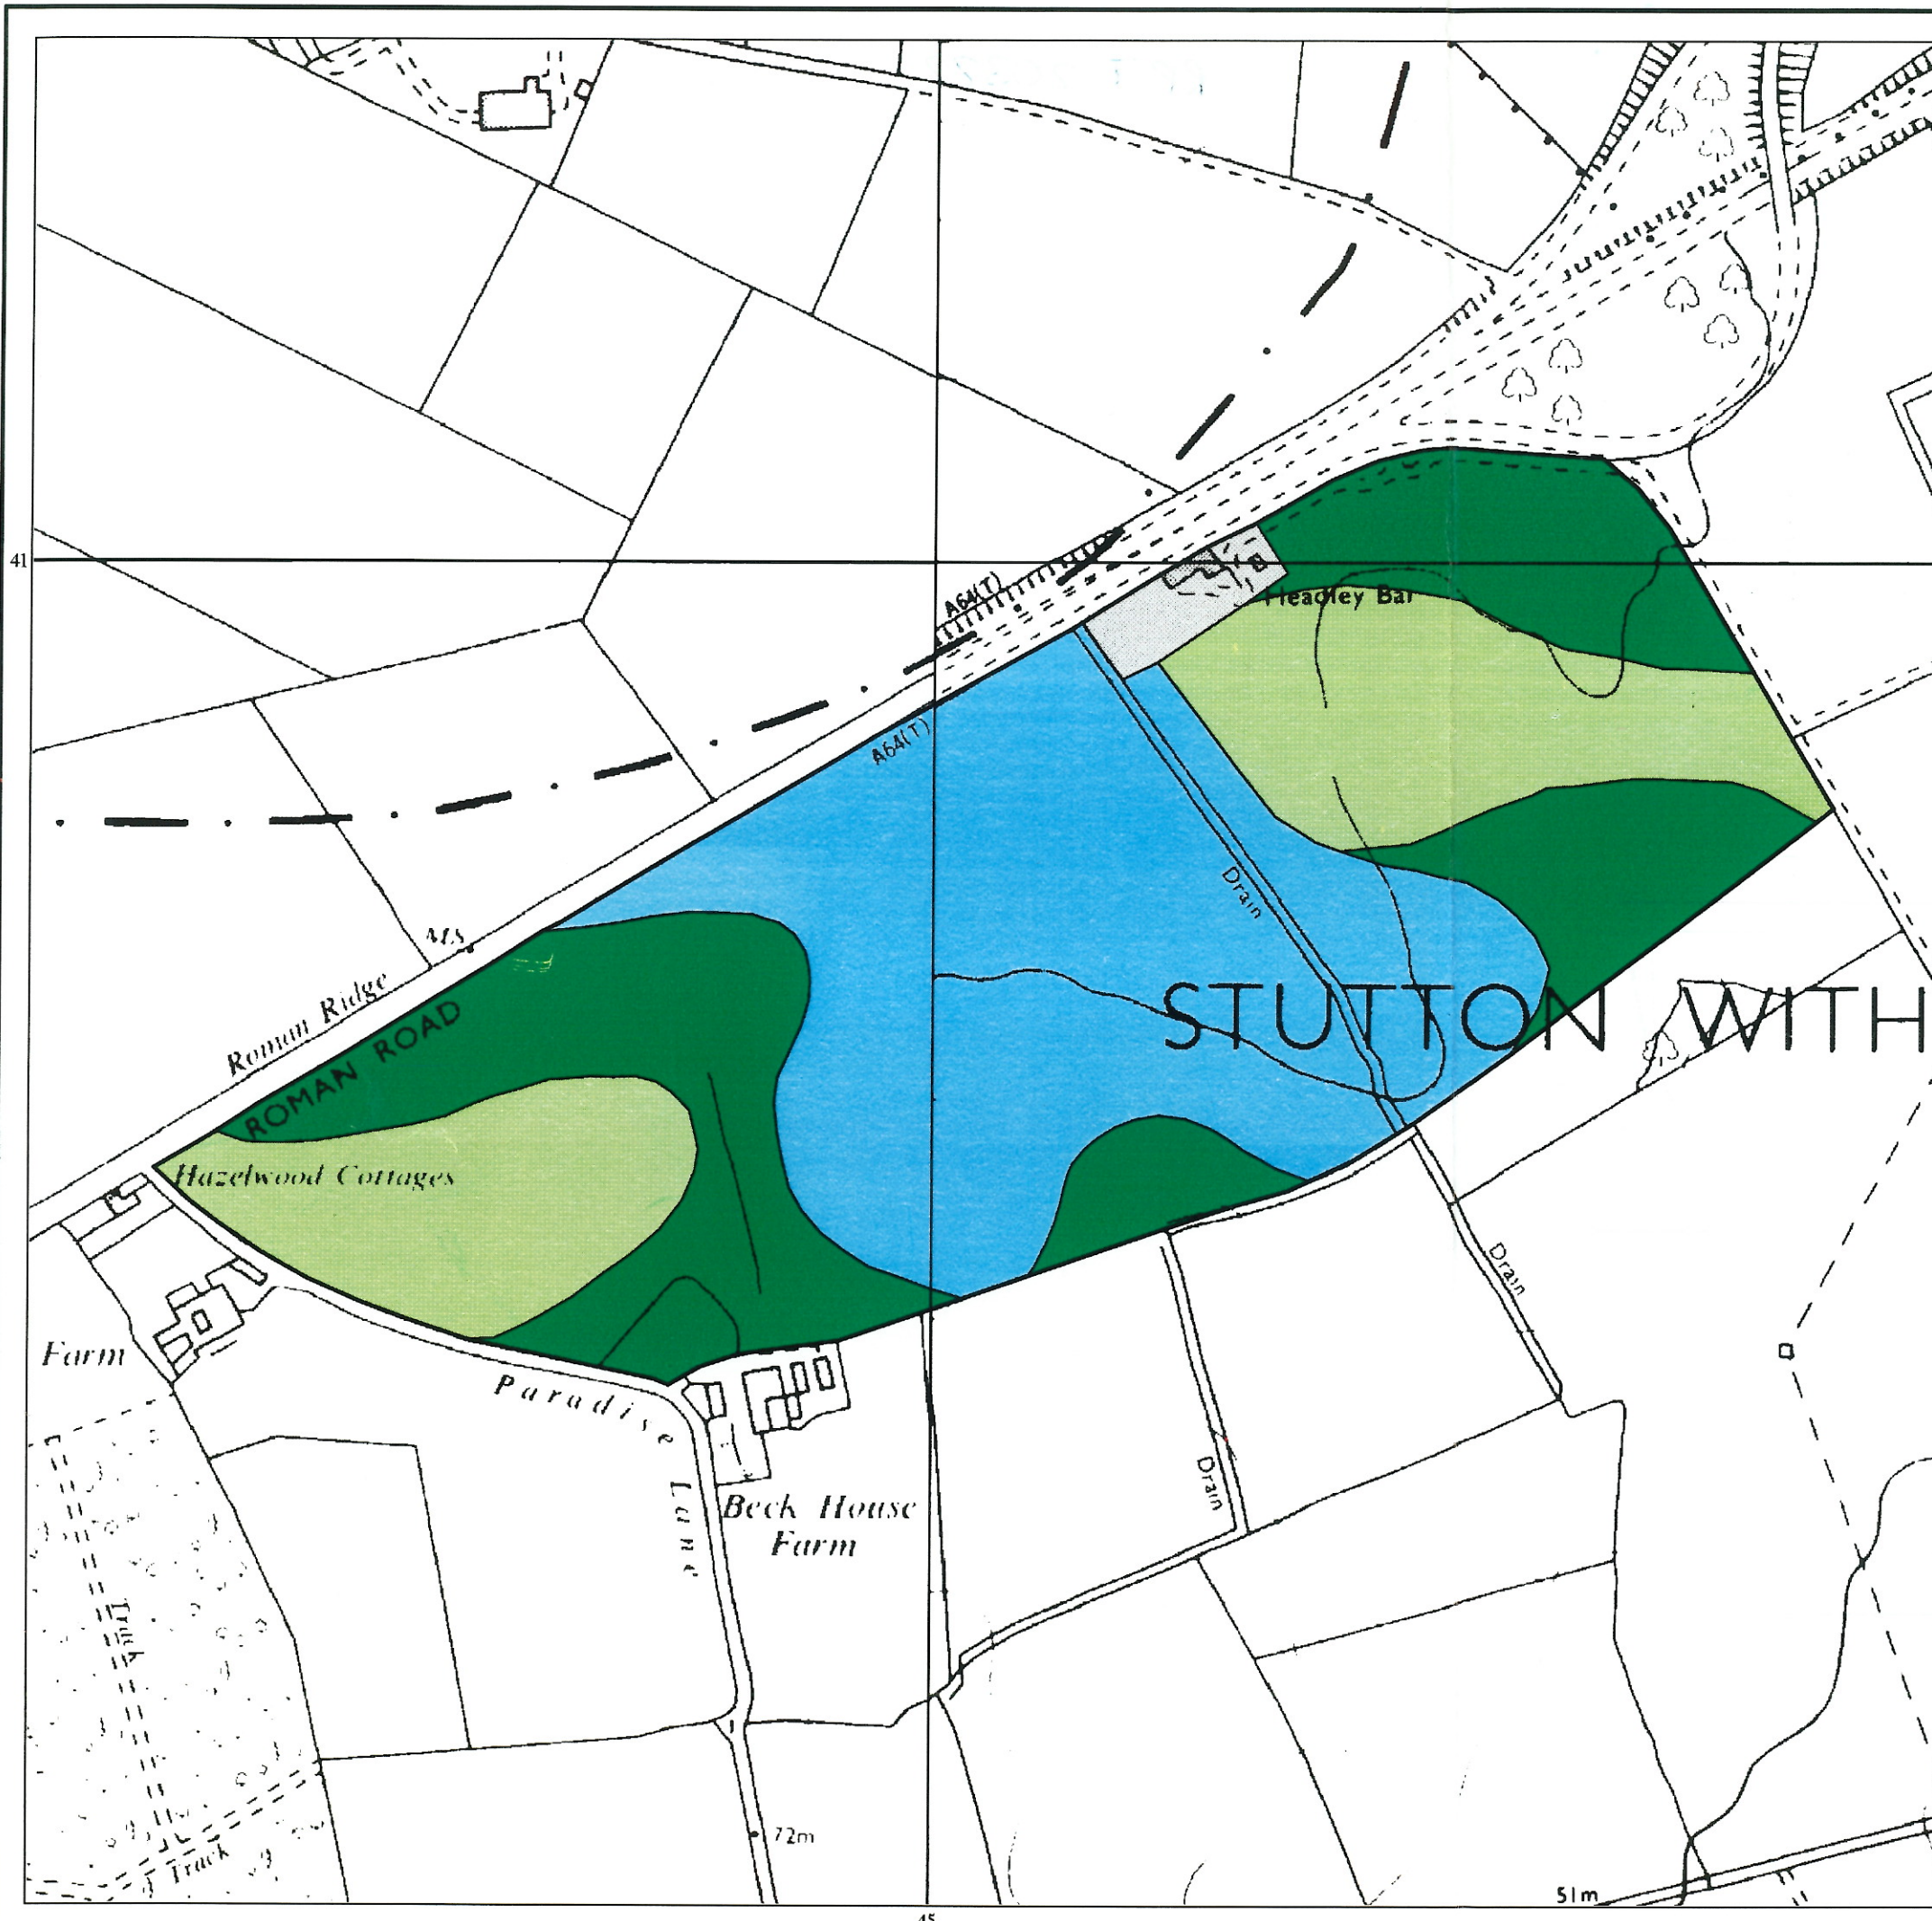 41
A64(T)
Headley Bar
A64(T)
Drain
M.S.
Roman Ridge
ROMAN ROAD
STUTTON WITH
Hazelwood Cottages
Farm
Drain
Paradise Lane
Drain
Beck House
Farm
Track
Track
72m
51m
45